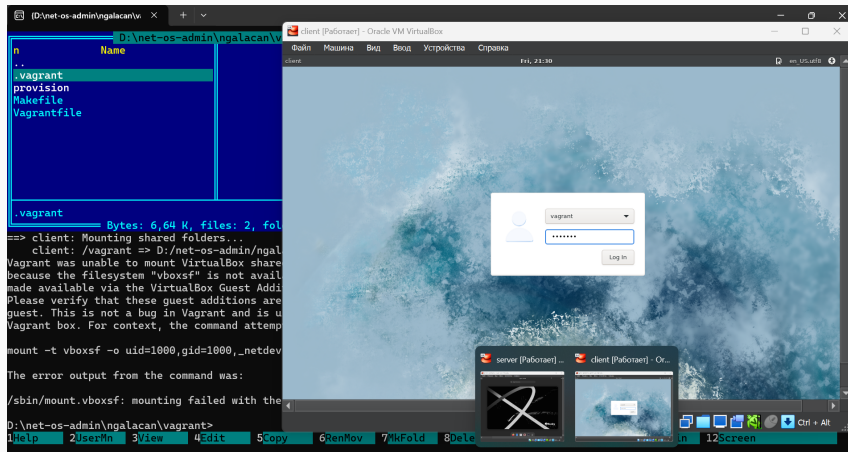 (D:\net-os-admin\ngalacan\v
D:\net-os-admin\ngalacan\v
n Name
..
.vagrant
provision
Makefile
Vagrantfile
.vagrant
Bytes: 6,64 K, files: 2, fol
==> client: Mounting shared folders...
client: /vagrant => D:/net-os-admin/ngal
Vagrant was unable to mount VirtualBox share
because the filesystem "vboxsf" is not avail
made available via the VirtualBox Guest Addi
Please verify that these guest additions are
guest. This is not a bug in Vagrant and is u
Vagrant box. For context, the command attemp
mount -t vboxsf -o uid=1000,gid=1000,_netdev
The error output from the command was:
/sbin/mount.vboxsf: mounting failed with the
D:\net-os-admin\ngalacan\vagrant>
1Help 2UserMn 3View 4Edit 5Copy 6RenMov 7MkFold 8Dele in 12Screen
client [Работает] - Oracle VM VirtualBox
Файл Машина Вид Ввод Устройства Справка
client Fri, 21:30 en_US.utf8
vagrant
•••••••
Log In
server [Работает] ... client [Работает] - Or...
Ctrl + Alt